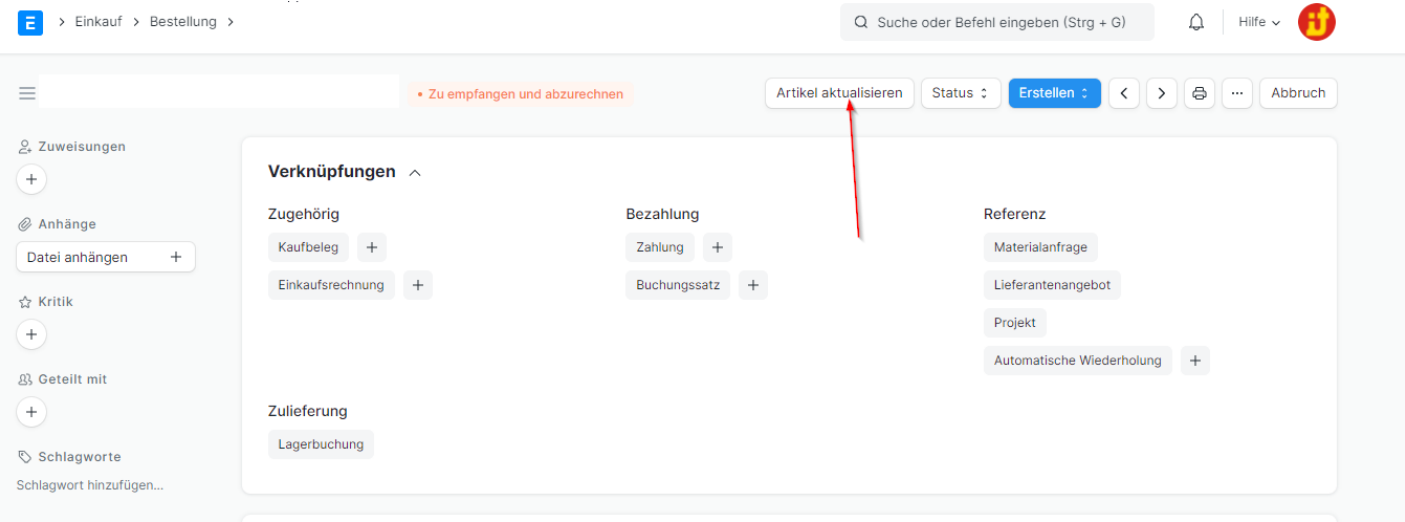 E > Einkauf > Bestellung > Suche oder Befehl eingeben (Strg + G) Hilfe it
• Zu empfangen und abzurechnen Artikel aktualisieren Status Erstellen < > ... Abbruch
Zuweisungen
+
Anhänge
Datei anhängen +
Kritik
+
Geteilt mit
+
Schlagworte
Schlagwort hinzufügen...
Verknüpfungen
Zugehörig
Kaufbeleg +
Einkaufsrechnung +
Bezahlung
Zahlung +
Buchungssatz +
Referenz
Materialanfrage
Lieferantenangebot
Projekt
Automatische Wiederholung +
Zulieferung
Lagerbuchung